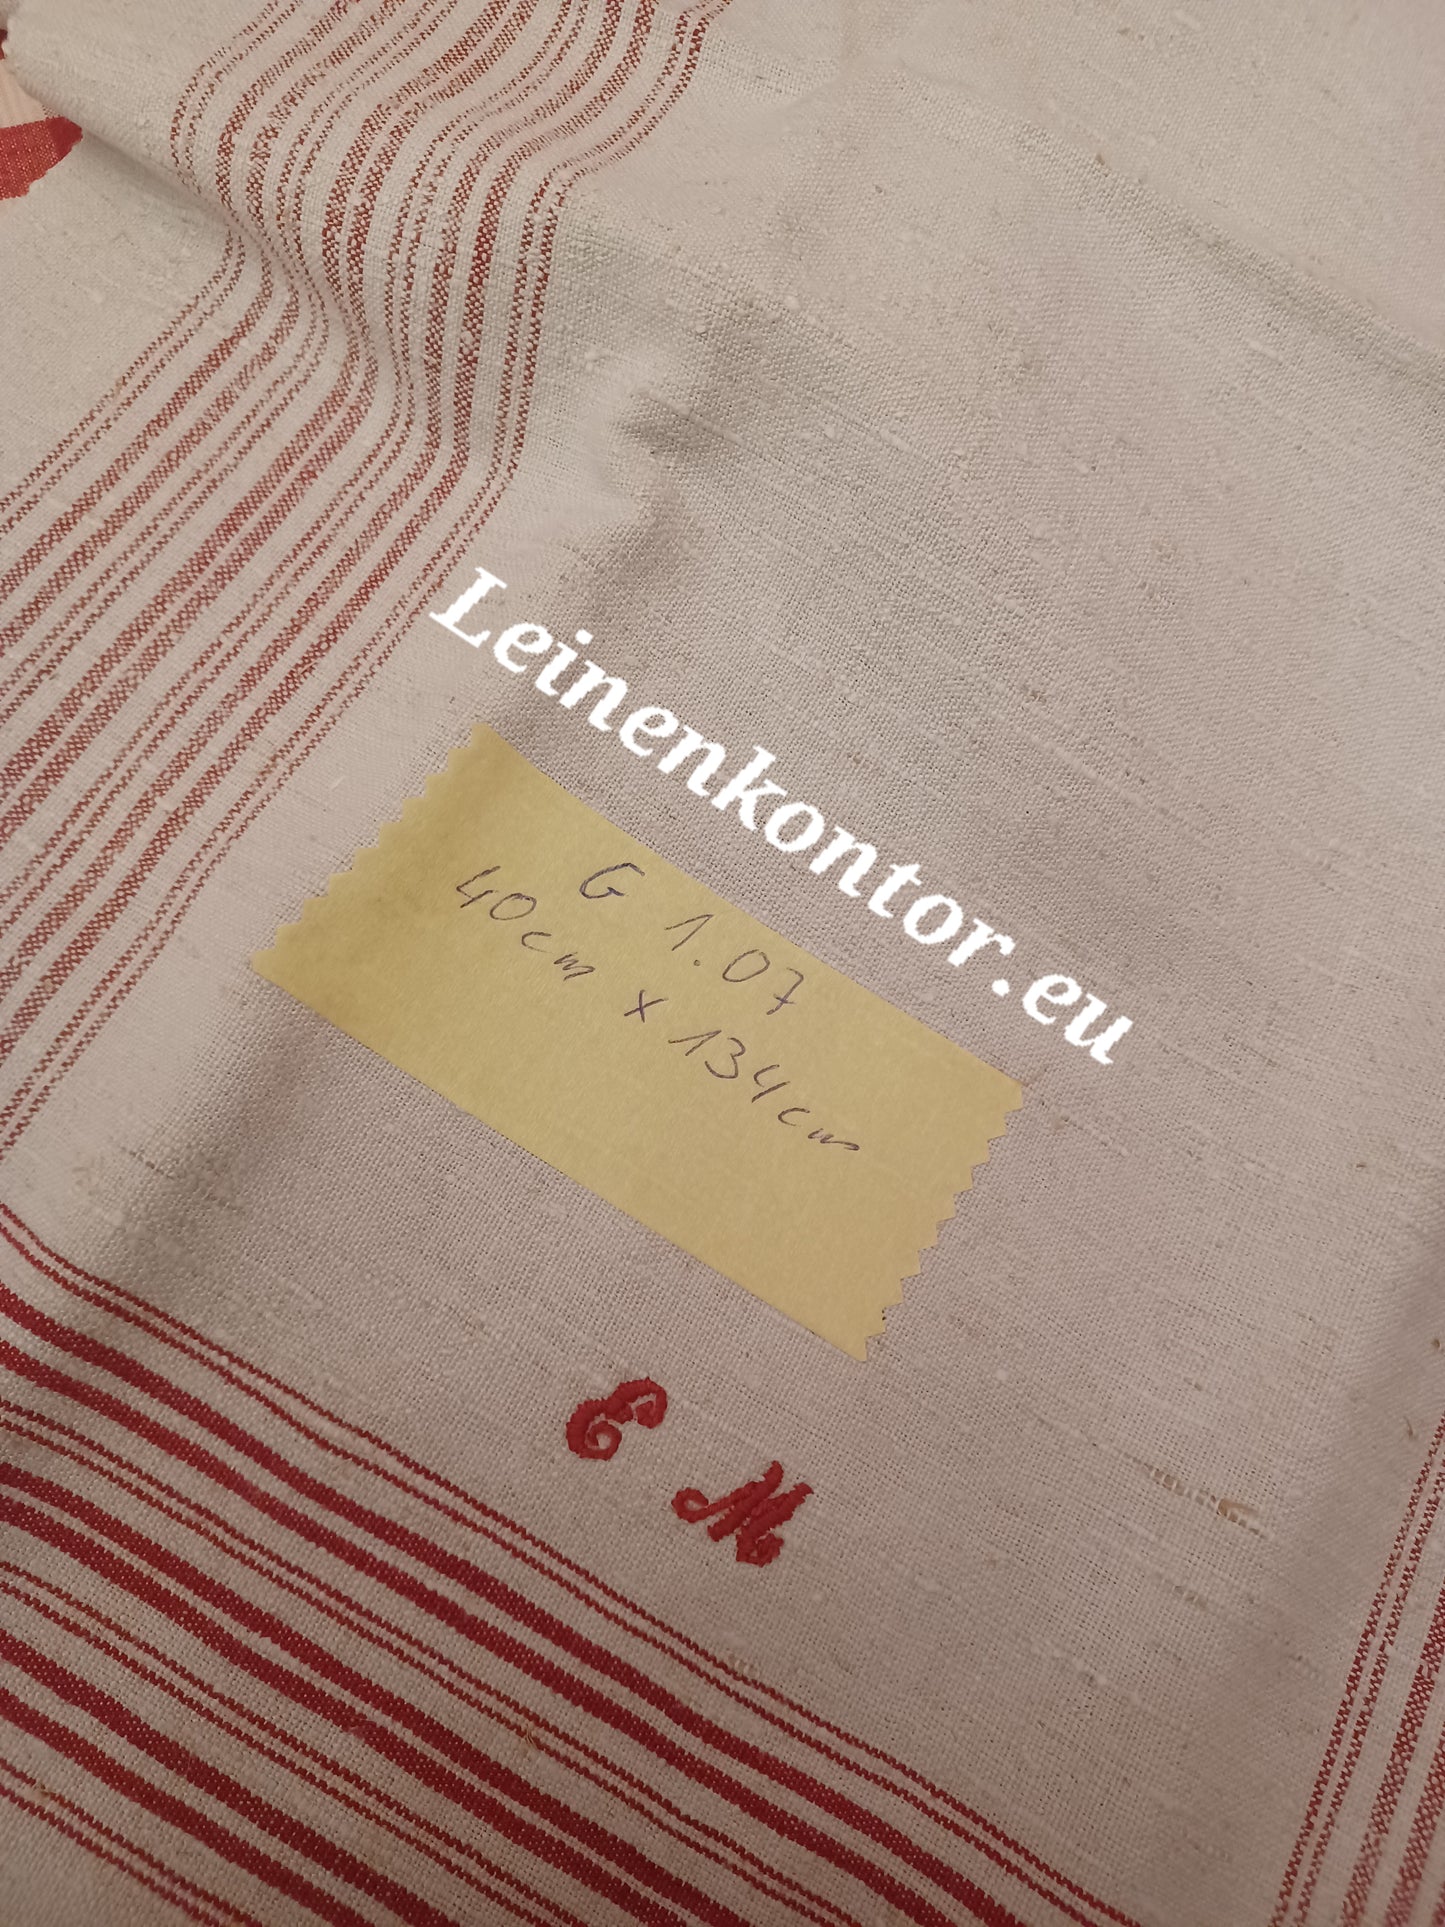 Leinenkontor.eu
G 1.07
40cm x 134cm
E M